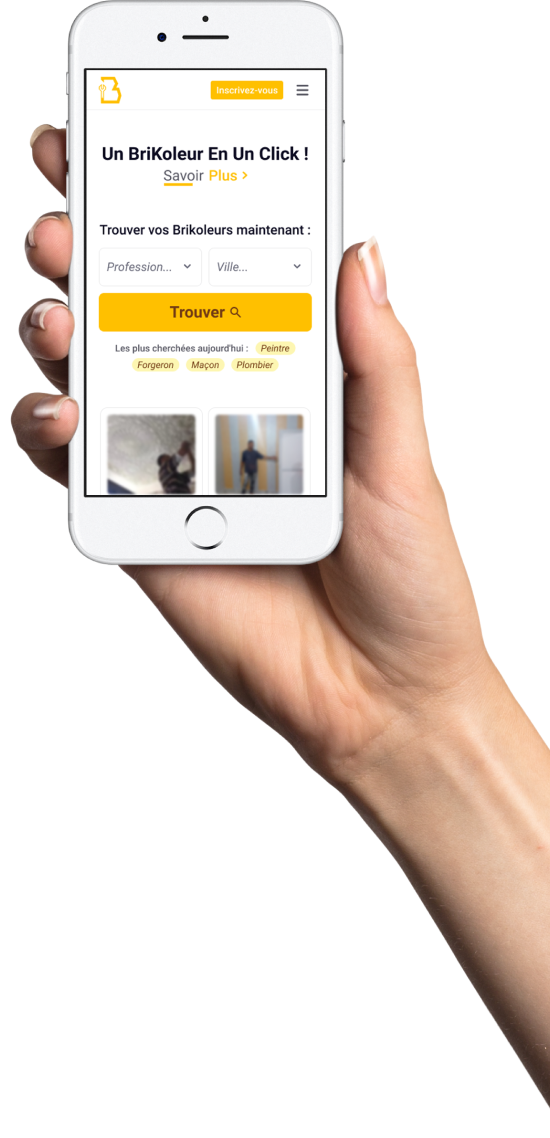 B
Inscrivez-vous
Un BriKoleur En Un Click !
Savoir Plus >
Trouver vos Brikoleurs maintenant :
Profession... Ville...
Trouver
Les plus cherchées aujourd'hui : Peintre
Forgeron Maçon Plombier